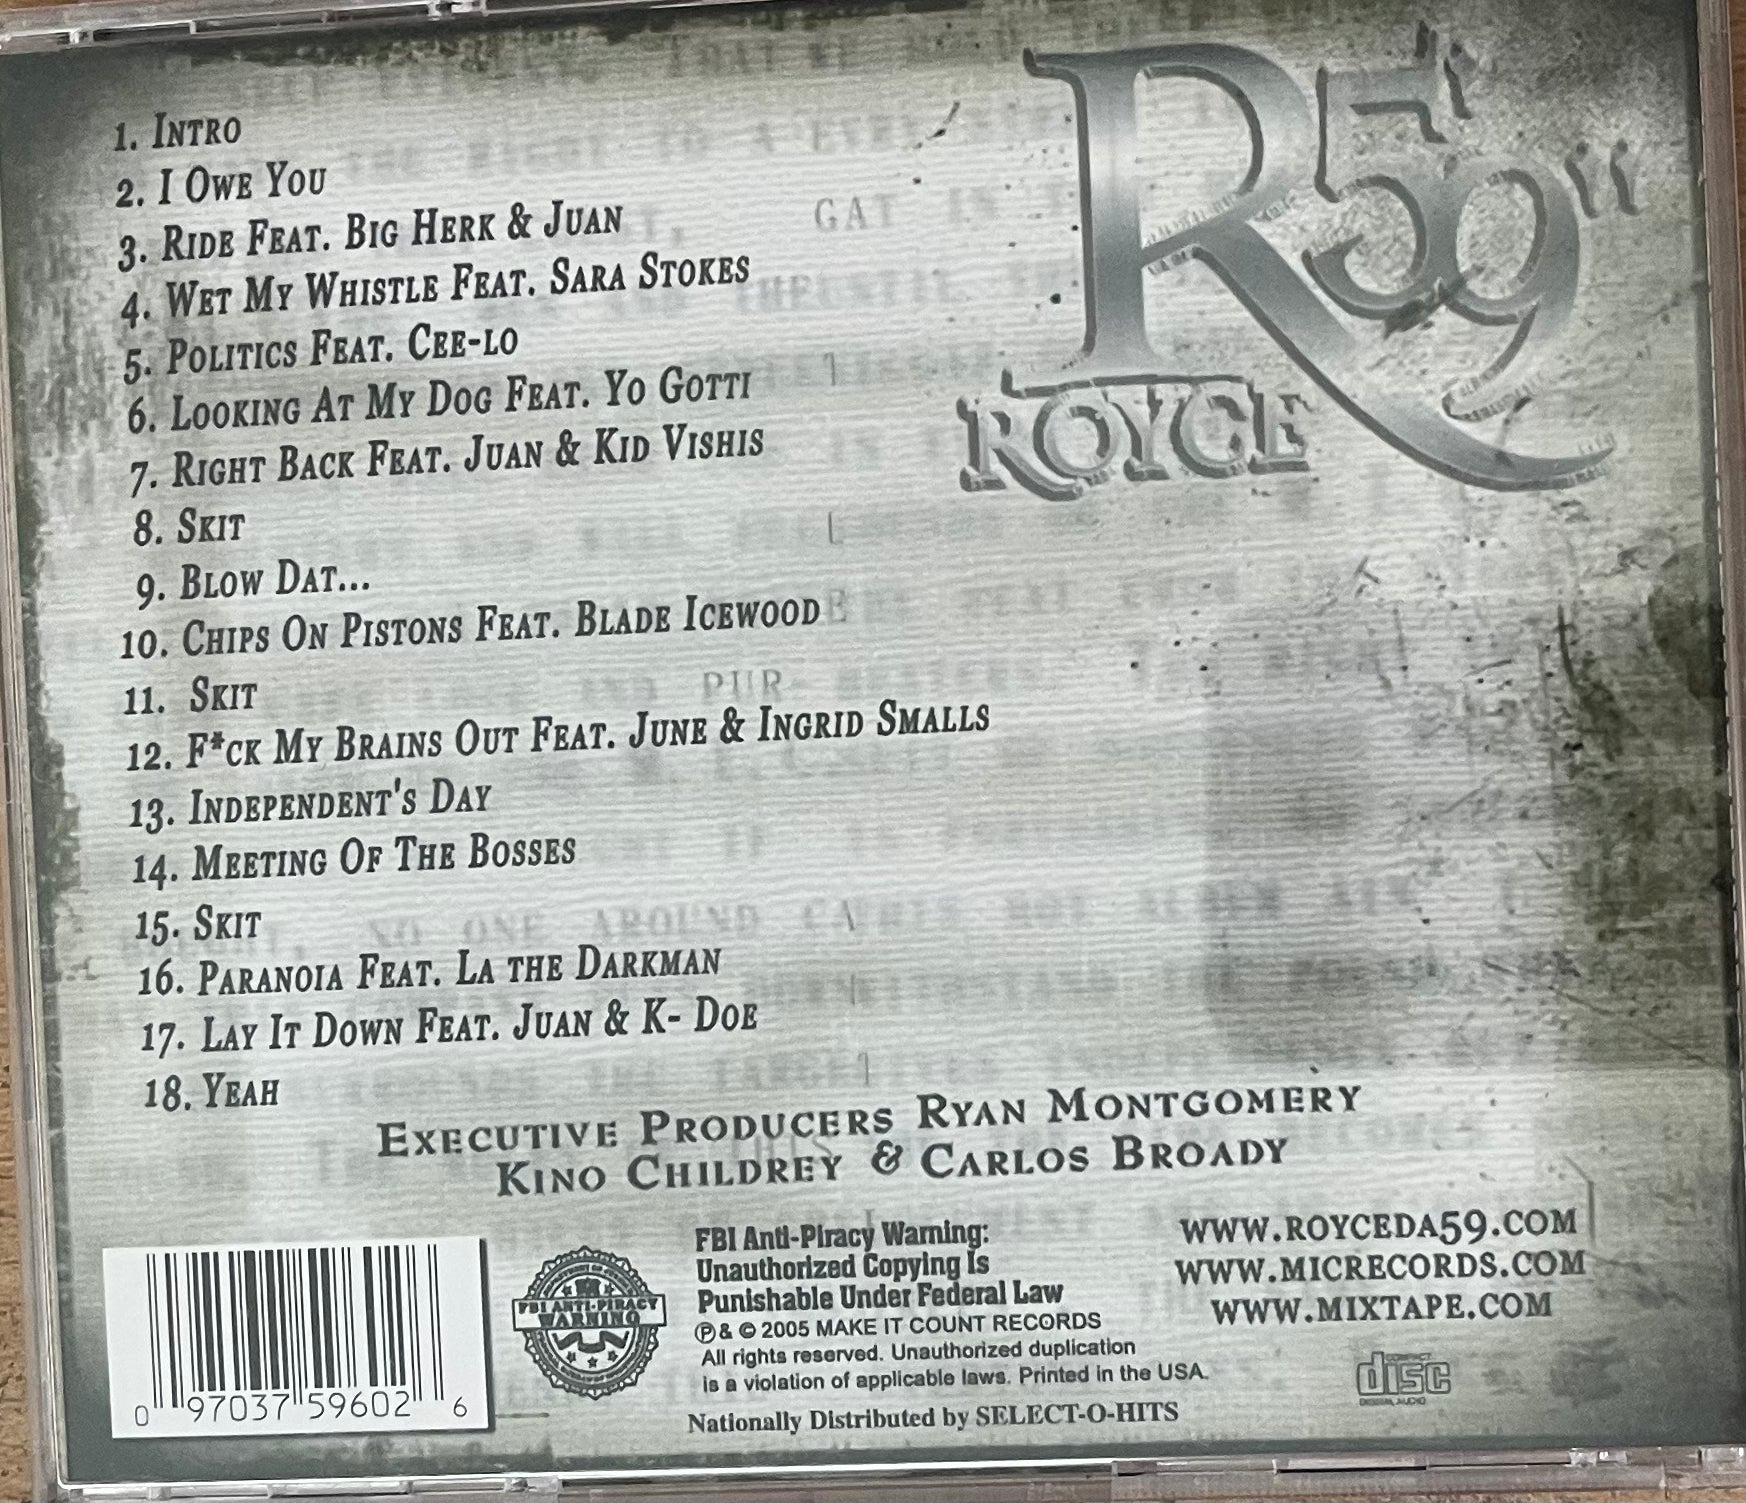 R 5'9"
ROYCE
1. INTRO
2. I OWE YOU
3. RIDE FEAT. BIG HERK & JUAN
4. WET MY WHISTLE FEAT. SARA STOKES
5. POLITICS FEAT. CEE-LO
6. LOOKING AT MY DOG FEAT. YO GOTTI
7. RIGHT BACK FEAT. JUAN & KID VISHIS
8. SKIT
9. BLOW DAT...
10. CHIPS ON PISTONS FEAT. BLADE ICEWOOD
11. SKIT
12. F*CK MY BRAINS OUT FEAT. JUNE & INGRID SMALLS
13. INDEPENDENT'S DAY
14. MEETING OF THE BOSSES
15. SKIT
16. PARANOIA FEAT. LA THE DARKMAN
17. LAY IT DOWN FEAT. JUAN & K- DOE
18. YEAH
EXECUTIVE PRODUCERS RYAN MONTGOMERY
KINO CHILDREY & CARLOS BROADY
0 97037 59602 6
FBI ANTI-PIRACY
WARNING
FBI Anti-Piracy Warning:
Unauthorized Copying Is
Punishable Under Federal Law
℗ & © 2005 MAKE IT COUNT RECORDS
All rights reserved. Unauthorized duplication
is a violation of applicable laws. Printed in the USA.
Nationally Distributed by SELECT-O-HITS
WWW.ROYCEDA59.COM
WWW.MICRECORDS.COM
WWW.MIXTAPE.COM
COMPACT
disc
DIGITAL AUDIO